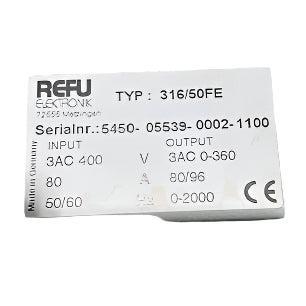 REFU
ELEKTRONIK
72555 Metzingen
TYP : 316/50FE
Serialnr.: 5450- 05539- 0002-1100
INPUT OUTPUT
3AC 400 V 3AC 0-360
80 A 80/96
50/60 Hz 0-2000
Made in Germany
CE